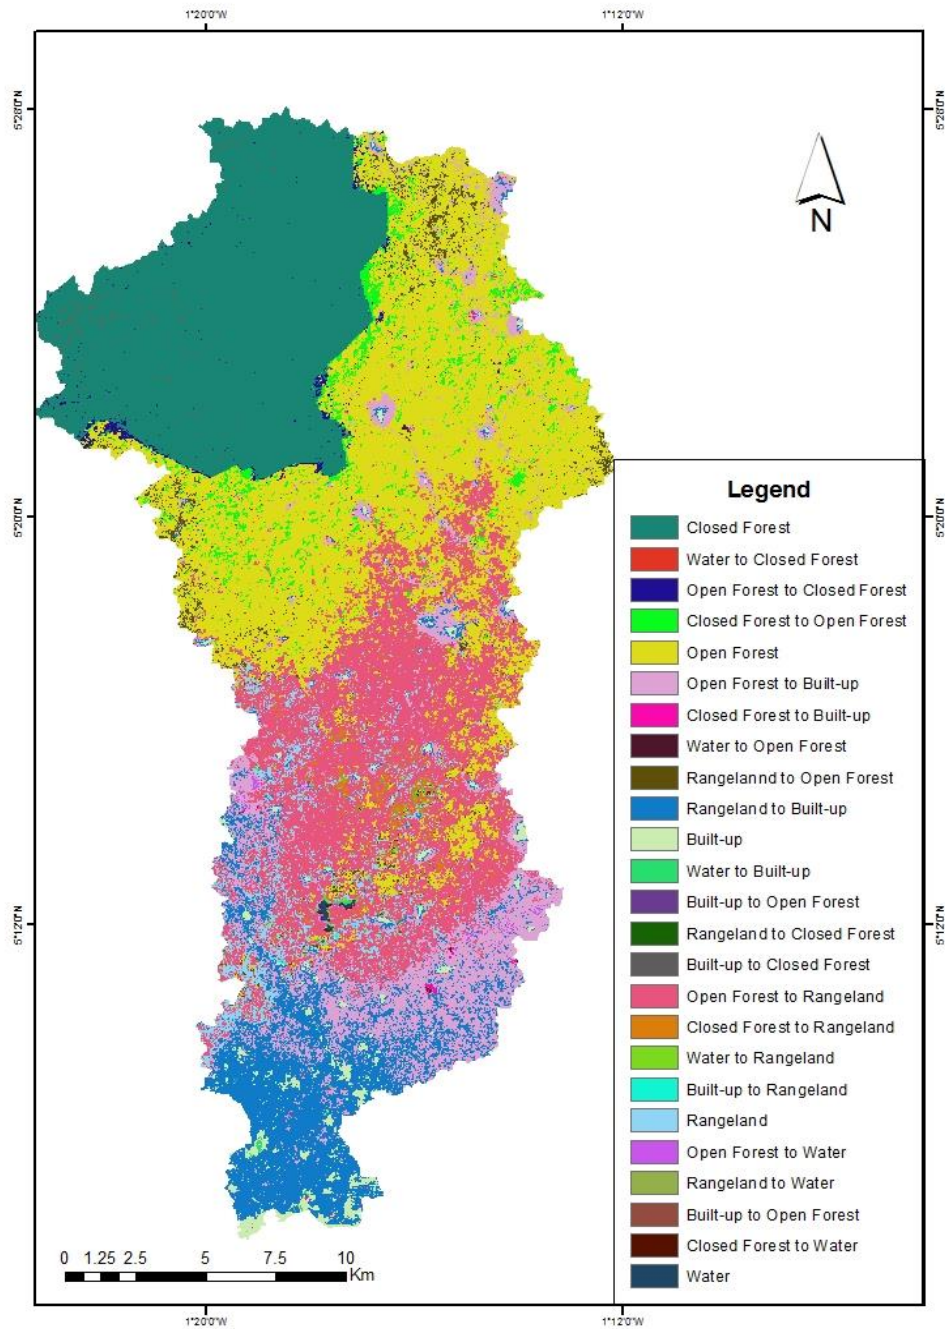 1°20'0"W 1°12'0"W
5°28'0"N 5°28'0"N
N
Legend
5°20'0"N 5°20'0"N
Closed Forest
Water to Closed Forest
Open Forest to Closed Forest
Closed Forest to Open Forest
Open Forest
Open Forest to Built-up
Closed Forest to Built-up
Water to Open Forest
Rangelannd to Open Forest
Rangeland to Built-up
Built-up
Water to Built-up
Built-up to Open Forest
5°12'0"N 5°12'0"N
Rangeland to Closed Forest
Built-up to Closed Forest
Open Forest to Rangeland
Closed Forest to Rangeland
Water to Rangeland
Built-up to Rangeland
Rangeland
Open Forest to Water
Rangeland to Water
Built-up to Open Forest
Closed Forest to Water
Water
0 1.25 2.5 5 7.5 10
Km
1°20'0"W 1°12'0"W